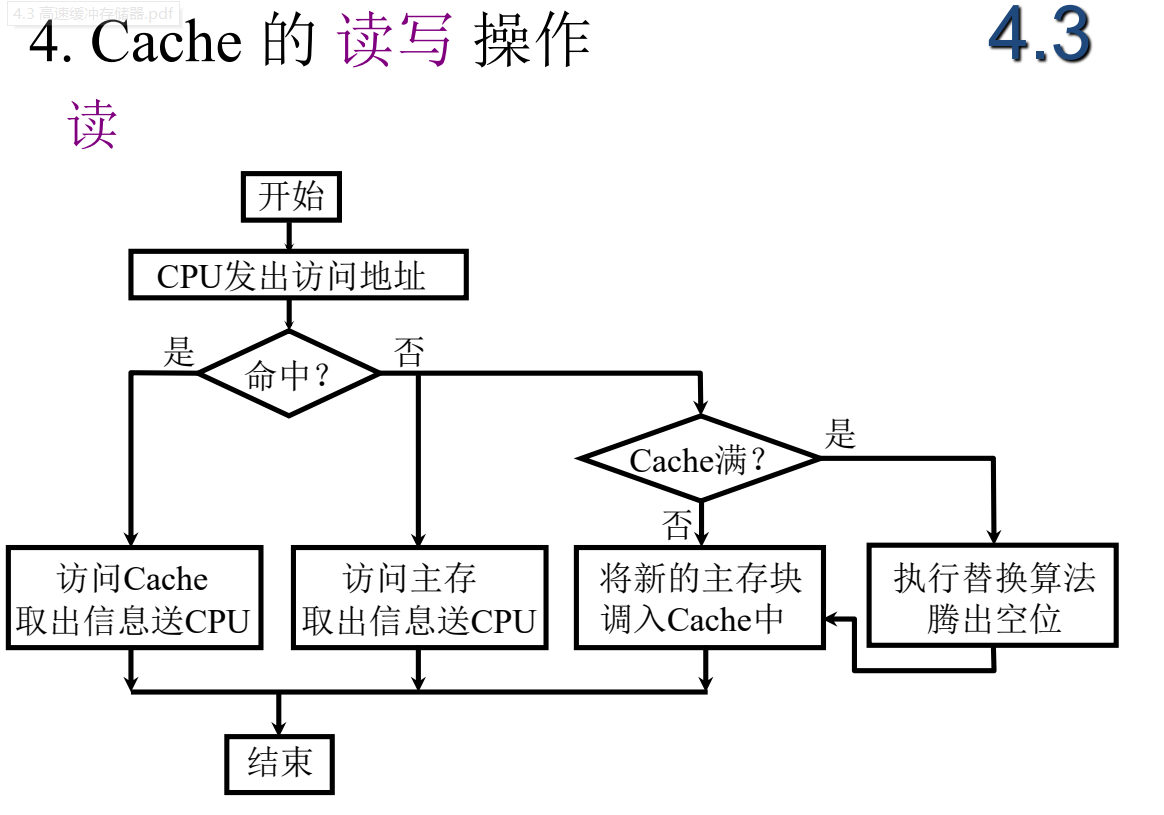 4.3 高速缓冲存储器.pdf
4. Cache 的 读写 操作
4.3
读
开始
CPU发出访问地址
是
命中？
否
Cache满？
是
否
访问Cache
取出信息送CPU
访问主存
取出信息送CPU
将新的主存块
调入Cache中
执行替换算法
腾出空位
结束